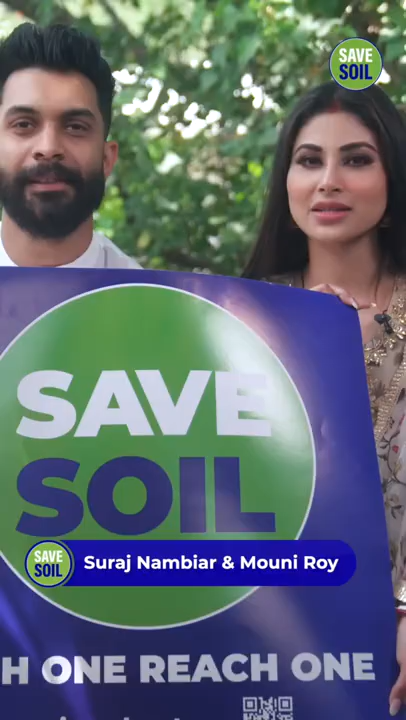 SAVE
SOIL
SAVE
SOIL
SAVE
SOIL
Suraj Nambiar & Mouni Roy
H ONE REACH ONE